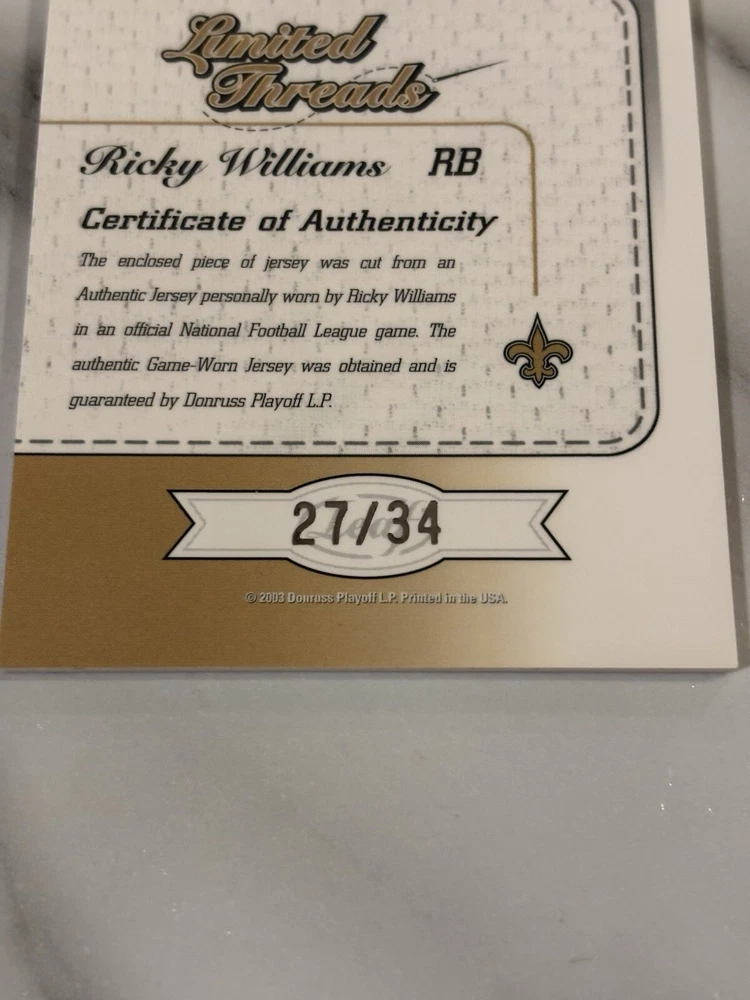 Limited
Threads
Ricky Williams RB
Certificate of Authenticity
The enclosed piece of jersey was cut from an
Authentic Jersey personally worn by Ricky Williams
in an official National Football League game. The
authentic Game-Worn Jersey was obtained and is
guaranteed by Donruss Playoff L.P.
Leaf
27/34
© 2003 Donruss Playoff L.P. Printed in the USA.